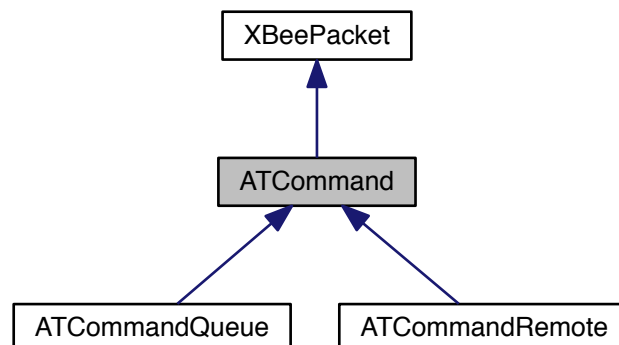 XBeePacket
ATCommand
ATCommandQueue
ATCommandRemote